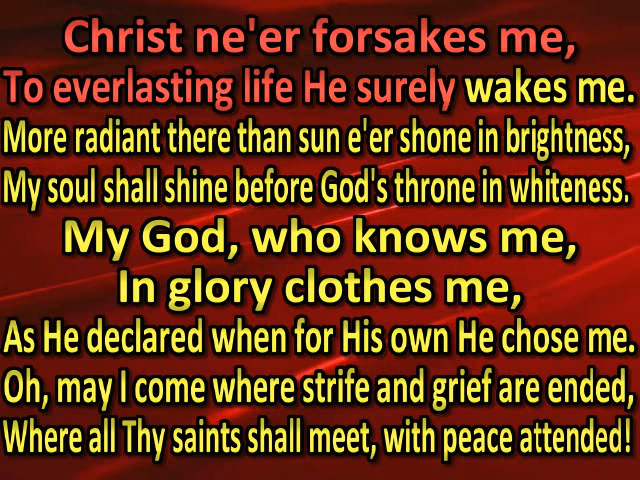 Christ ne'er forsakes me,
To everlasting life He surely wakes me.
More radiant there than sun e'er shone in brightness,
My soul shall shine before God's throne in whiteness.
My God, who knows me,
In glory clothes me,
As He declared when for His own He chose me.
Oh, may I come where strife and grief are ended,
Where all Thy saints shall meet, with peace attended!